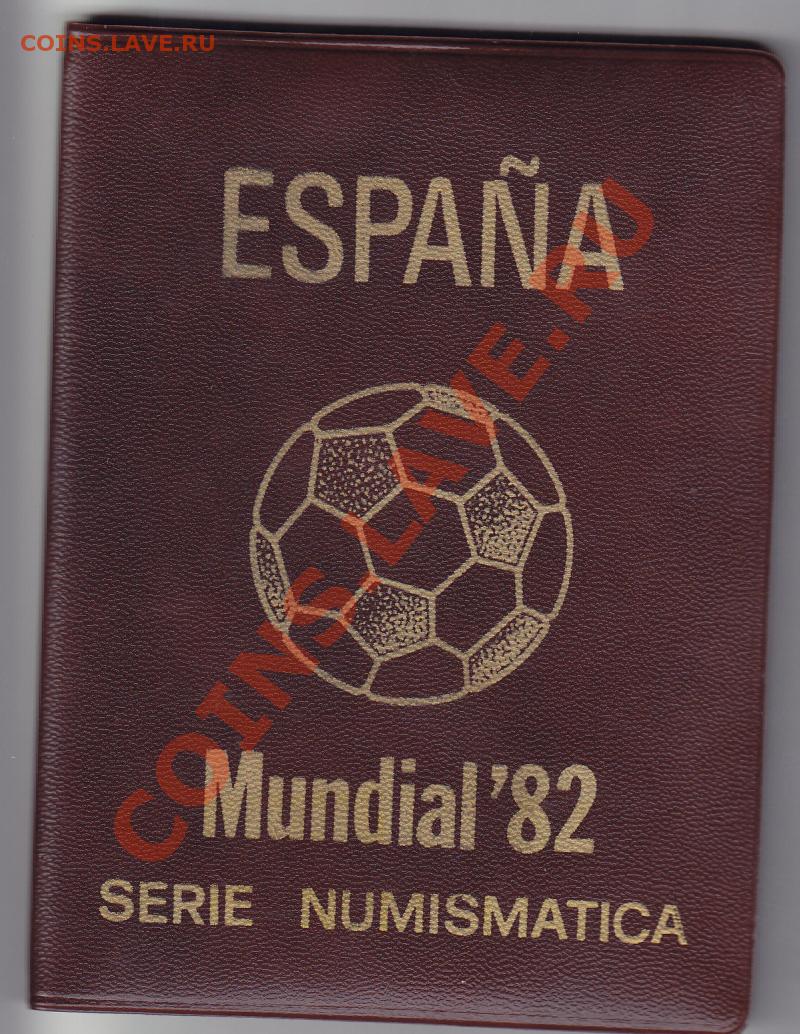 COINS.LAVE.RU
ESPAÑA
COINS.LAVE.RU
Mundial '82
SERIE NUMISMATICA